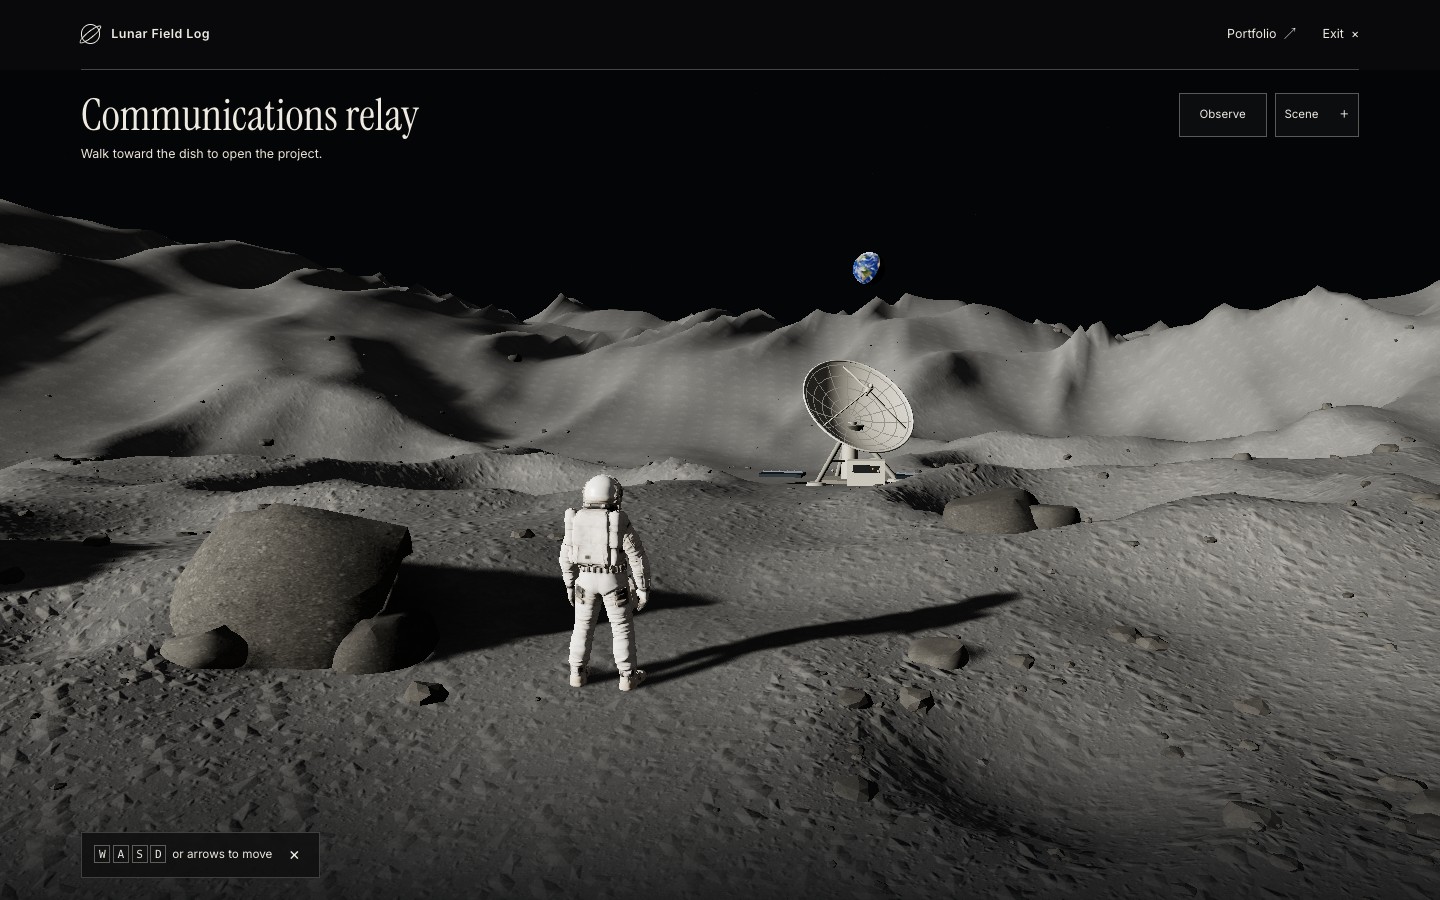 Lunar Field Log
Portfolio ↗ Exit ×
Communications relay
Walk toward the dish to open the project.
Observe
Scene +
W A S D or arrows to move ×